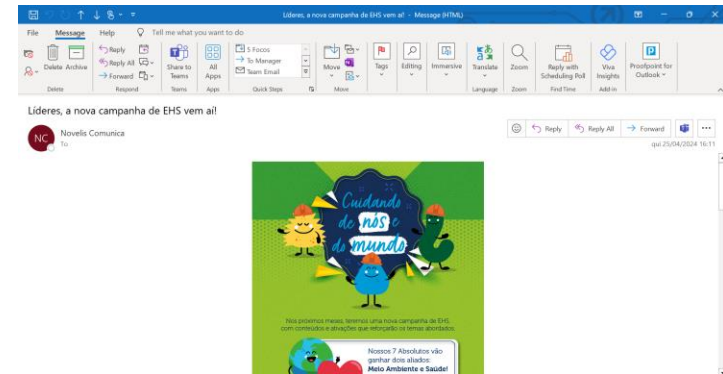 Líderes, a nova campanha de EHS vem aí! - Message (HTML)
File Message Help Tell me what you want to do
Delete Archive
Reply
Reply All
Forward
Share to Teams
All Apps
5 Focos
To Manager
Team Email
Move
Tags
Editing
Immersive
Translate
Zoom
Reply with Scheduling Poll
Viva Insights
Proofpoint for Outlook
Delete Respond Teams Apps Quick Steps Move Language Zoom Find Time Add-in
Líderes, a nova campanha de EHS vem aí!
NC
Novelis Comunica
To
Reply Reply All Forward
qui 25/04/2024 16:11
Cuidando
de nós e
do mundo
Nos próximos meses, teremos uma nova campanha de EHS,
com conteúdos e ativações que reforçarão os temas abordados.
Nossos 7 Absolutos vão
ganhar dois aliados:
Meio Ambiente e Saúde!